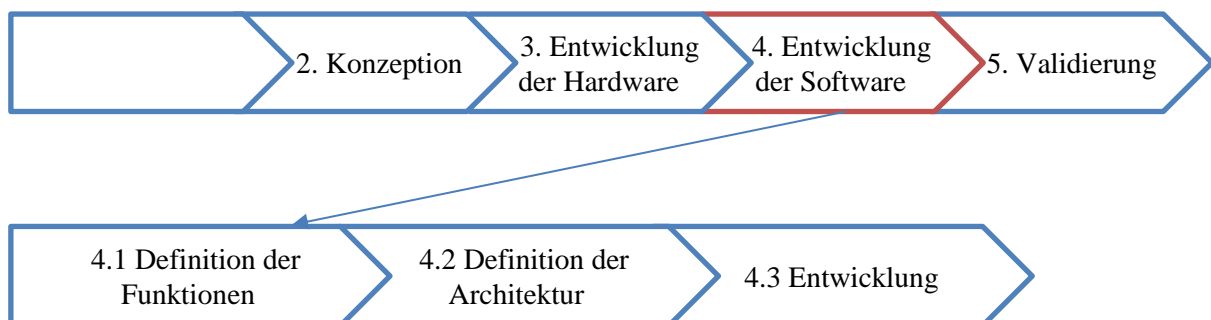 2. Konzeption
3. Entwicklung
der Hardware
4. Entwicklung
der Software
5. Validierung
4.1 Definition der
Funktionen
4.2 Definition der
Architektur
4.3 Entwicklung